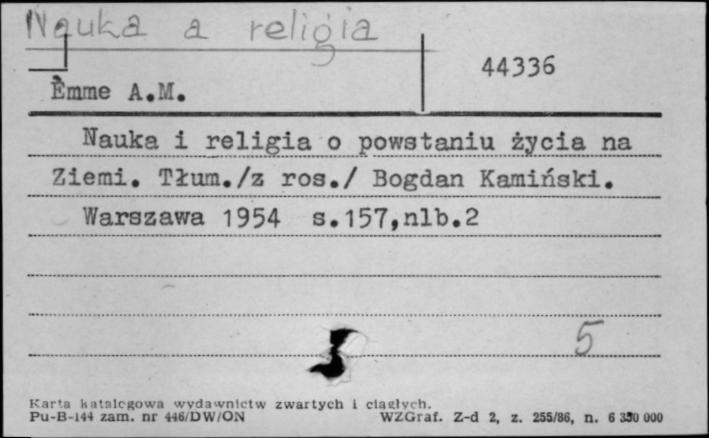 Nauka a religia
44336
Èmme A.M.
Nauka i religia o powstaniu życia na
Ziemi. Tłum./z ros./ Bogdan Kamiński.
Warszawa 1954 s.157,nlb.2
5
Karta katalogowa wydawnictw zwartych i ciągłych.
Pu-B-144 zam. nr 446/DW/ON WZGraf. Z-d 2, z. 255/86, n. 6 330 000